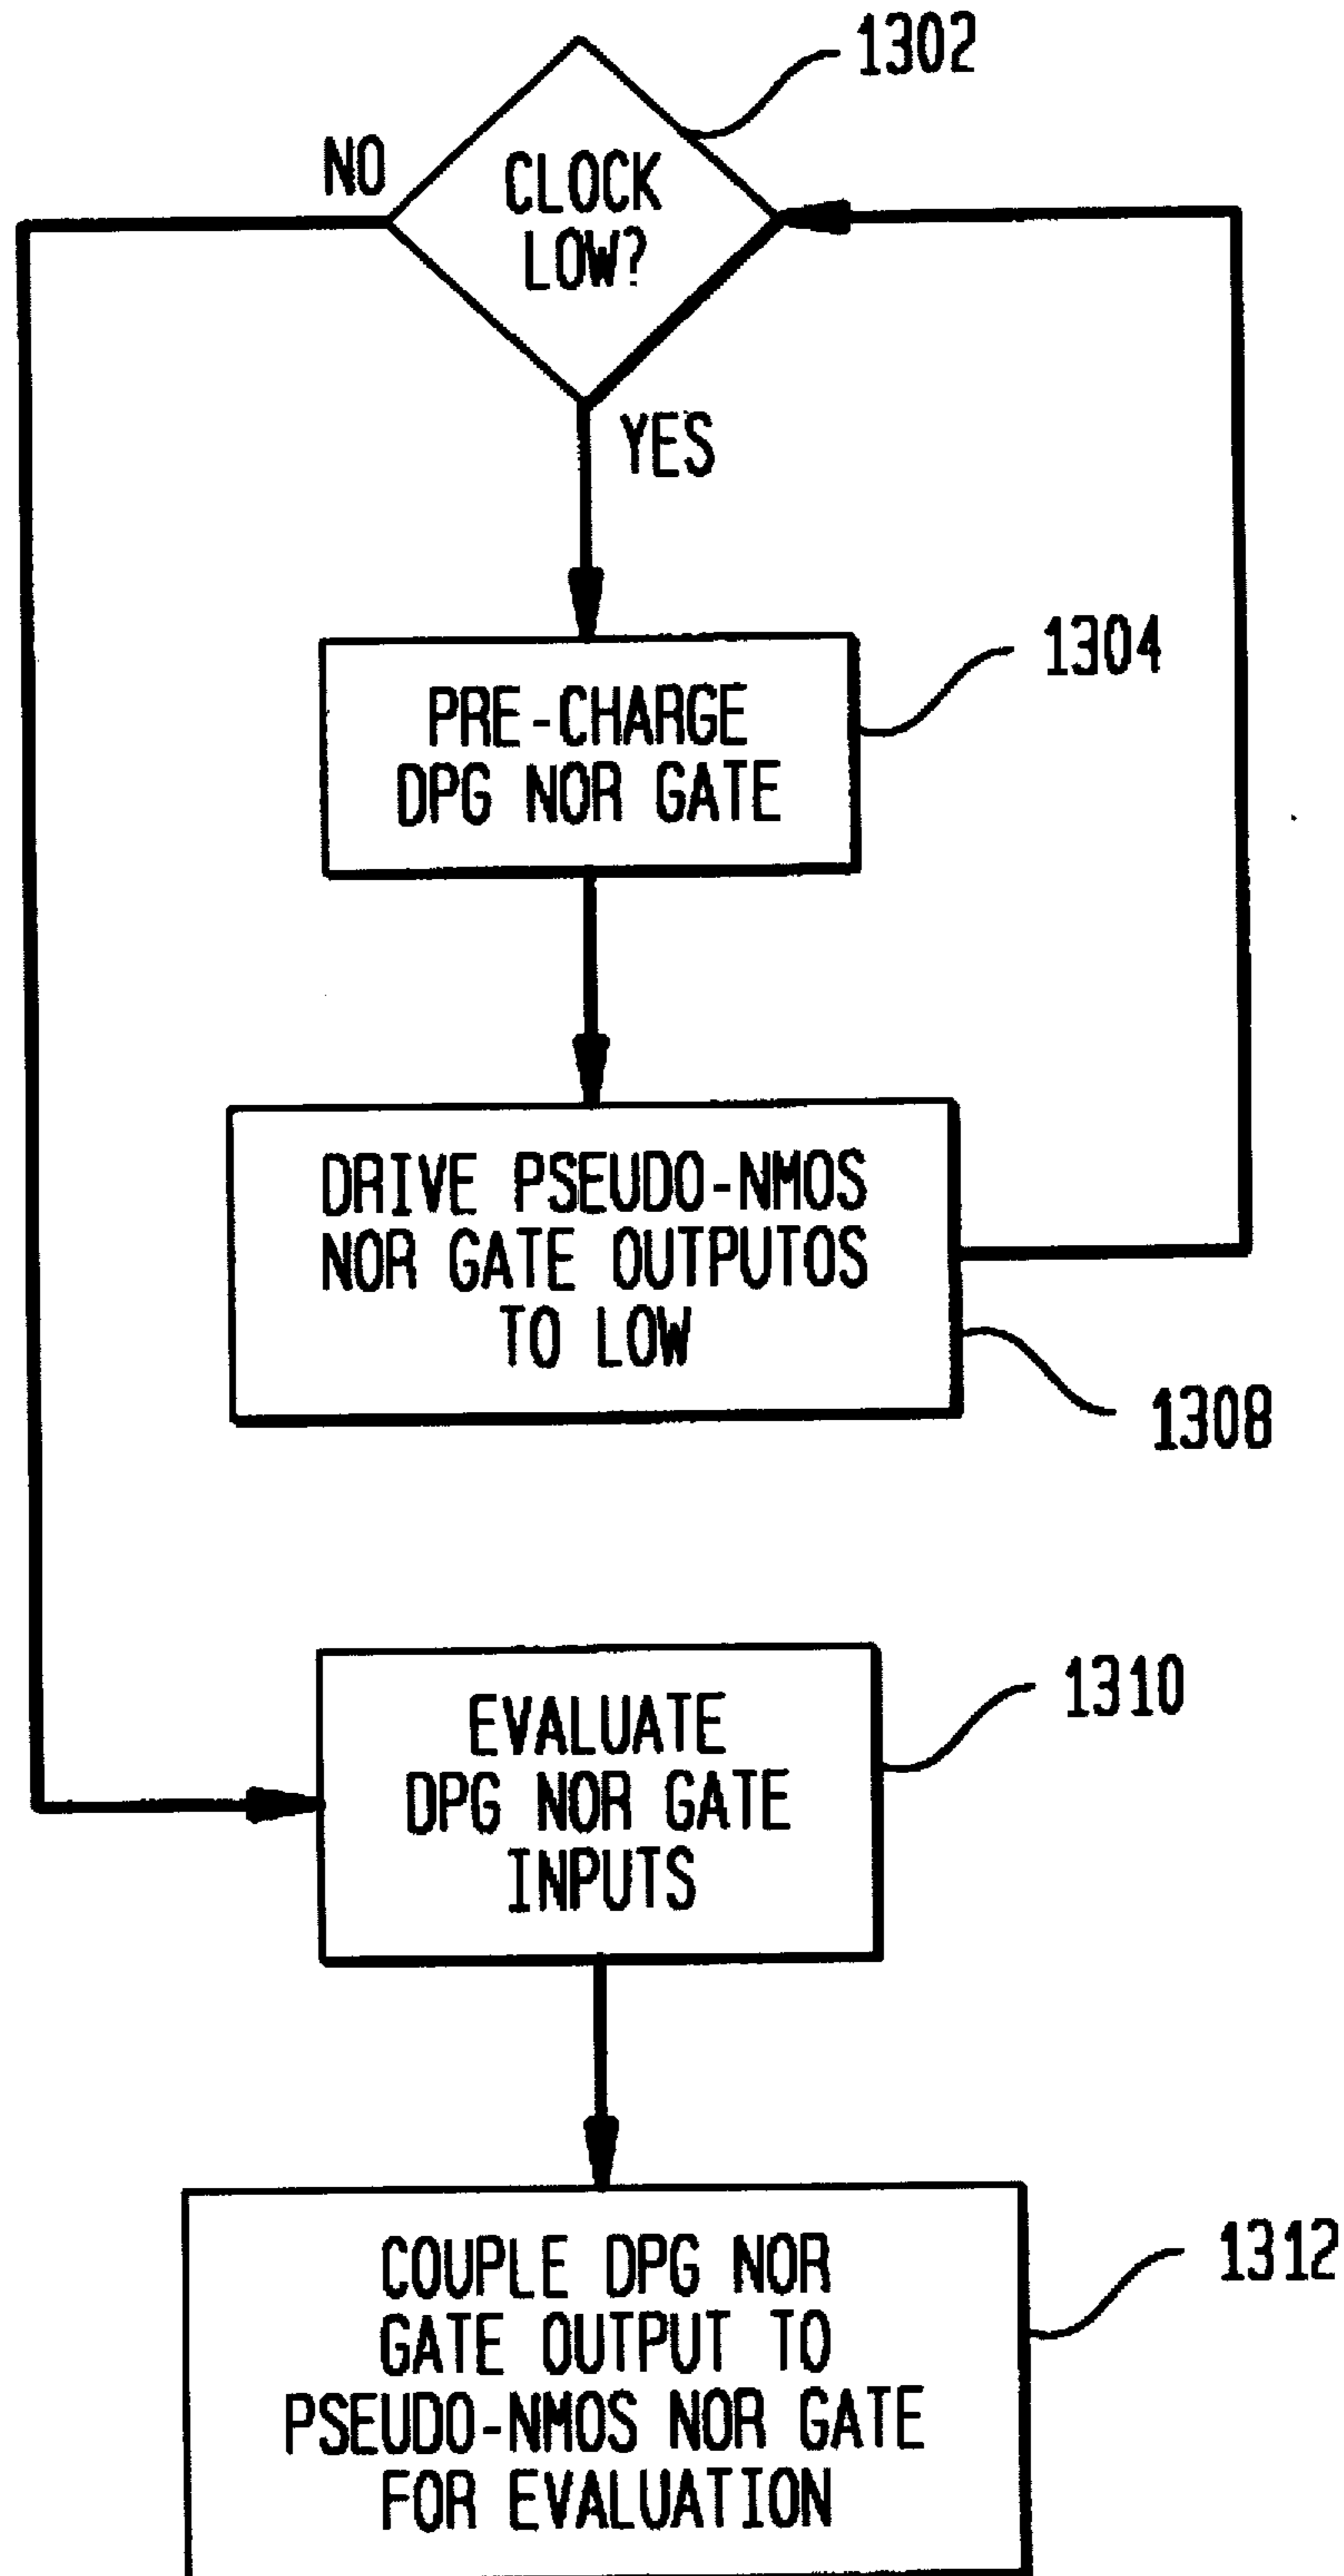 1302
NO
CLOCK
LOW?
YES
1304
PRE-CHARGE
DPG NOR GATE
DRIVE PSEUDO-NMOS
NOR GATE OUTPUTOS
TO LOW
1308
1310
EVALUATE
DPG NOR GATE
INPUTS
1312
COUPLE DPG NOR
GATE OUTPUT TO
PSEUDO-NMOS NOR GATE
FOR EVALUATION